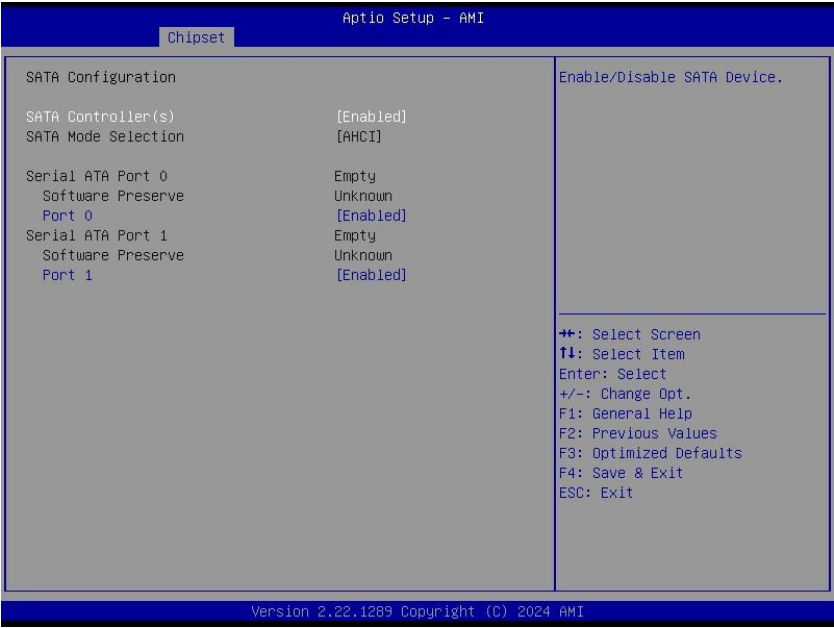 Aptio Setup - AMI
Chipset
SATA Configuration
SATA Controller(s) [Enabled]
SATA Mode Selection [AHCI]
Serial ATA Port 0 Empty
Software Preserve Unknown
Port 0 [Enabled]
Serial ATA Port 1 Empty
Software Preserve Unknown
Port 1 [Enabled]
Enable/Disable SATA Device.
→←: Select Screen
↑↓: Select Item
Enter: Select
+/-: Change Opt.
F1: General Help
F2: Previous Values
F3: Optimized Defaults
F4: Save & Exit
ESC: Exit
Version 2.22.1289 Copyright (C) 2024 AMI